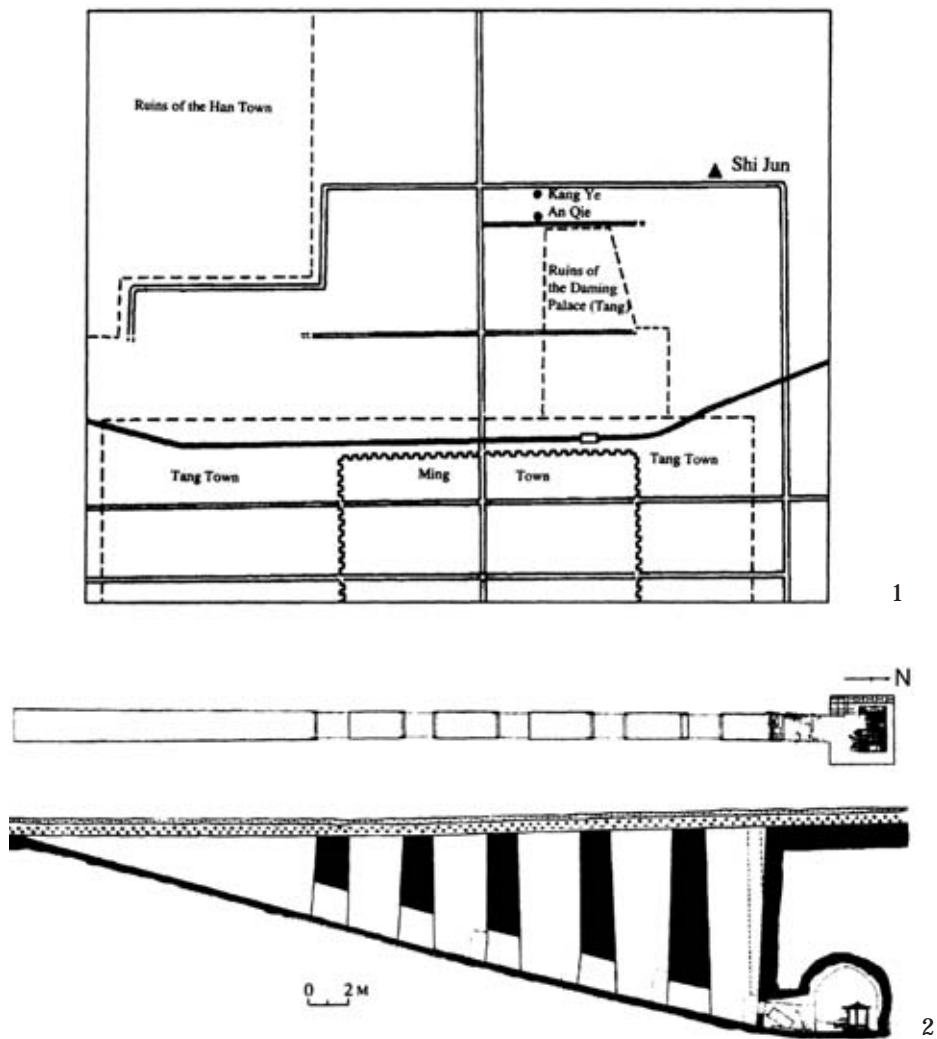 Ruins of the Han Town
Shi Jun
Kang Ye
An Qie
Ruins of
the Daming
Palace (Tang)
Tang Town
Ming
Town
Tang Town
1
N
0 2 M
2